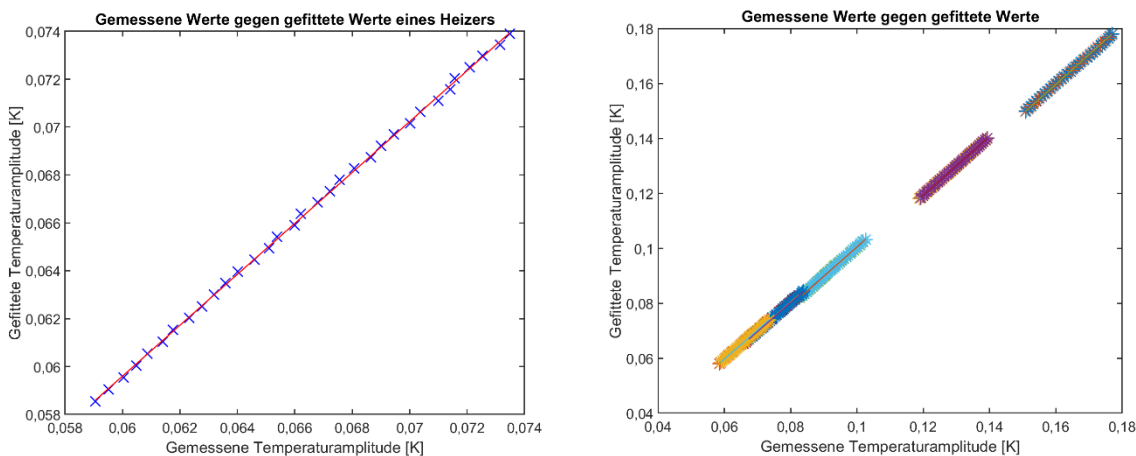 Gemessene Werte gegen gefittete Werte eines Heizers
0,074
0,072
0,07
0,068
0,066
0,064
0,062
0,06
0,058
Gefittete Temperaturamplitude [K]
0,058 0,06 0,062 0,064 0,066 0,068 0,07 0,072 0,074
Gemessene Temperaturamplitude [K]
Gemessene Werte gegen gefittete Werte
0,18
0,16
0,14
0,12
0,1
0,08
0,06
0,04
Gefittete Temperaturamplitude [K]
0,04 0,06 0,08 0,1 0,12 0,14 0,16 0,18
Gemessene Temperaturamplitude [K]